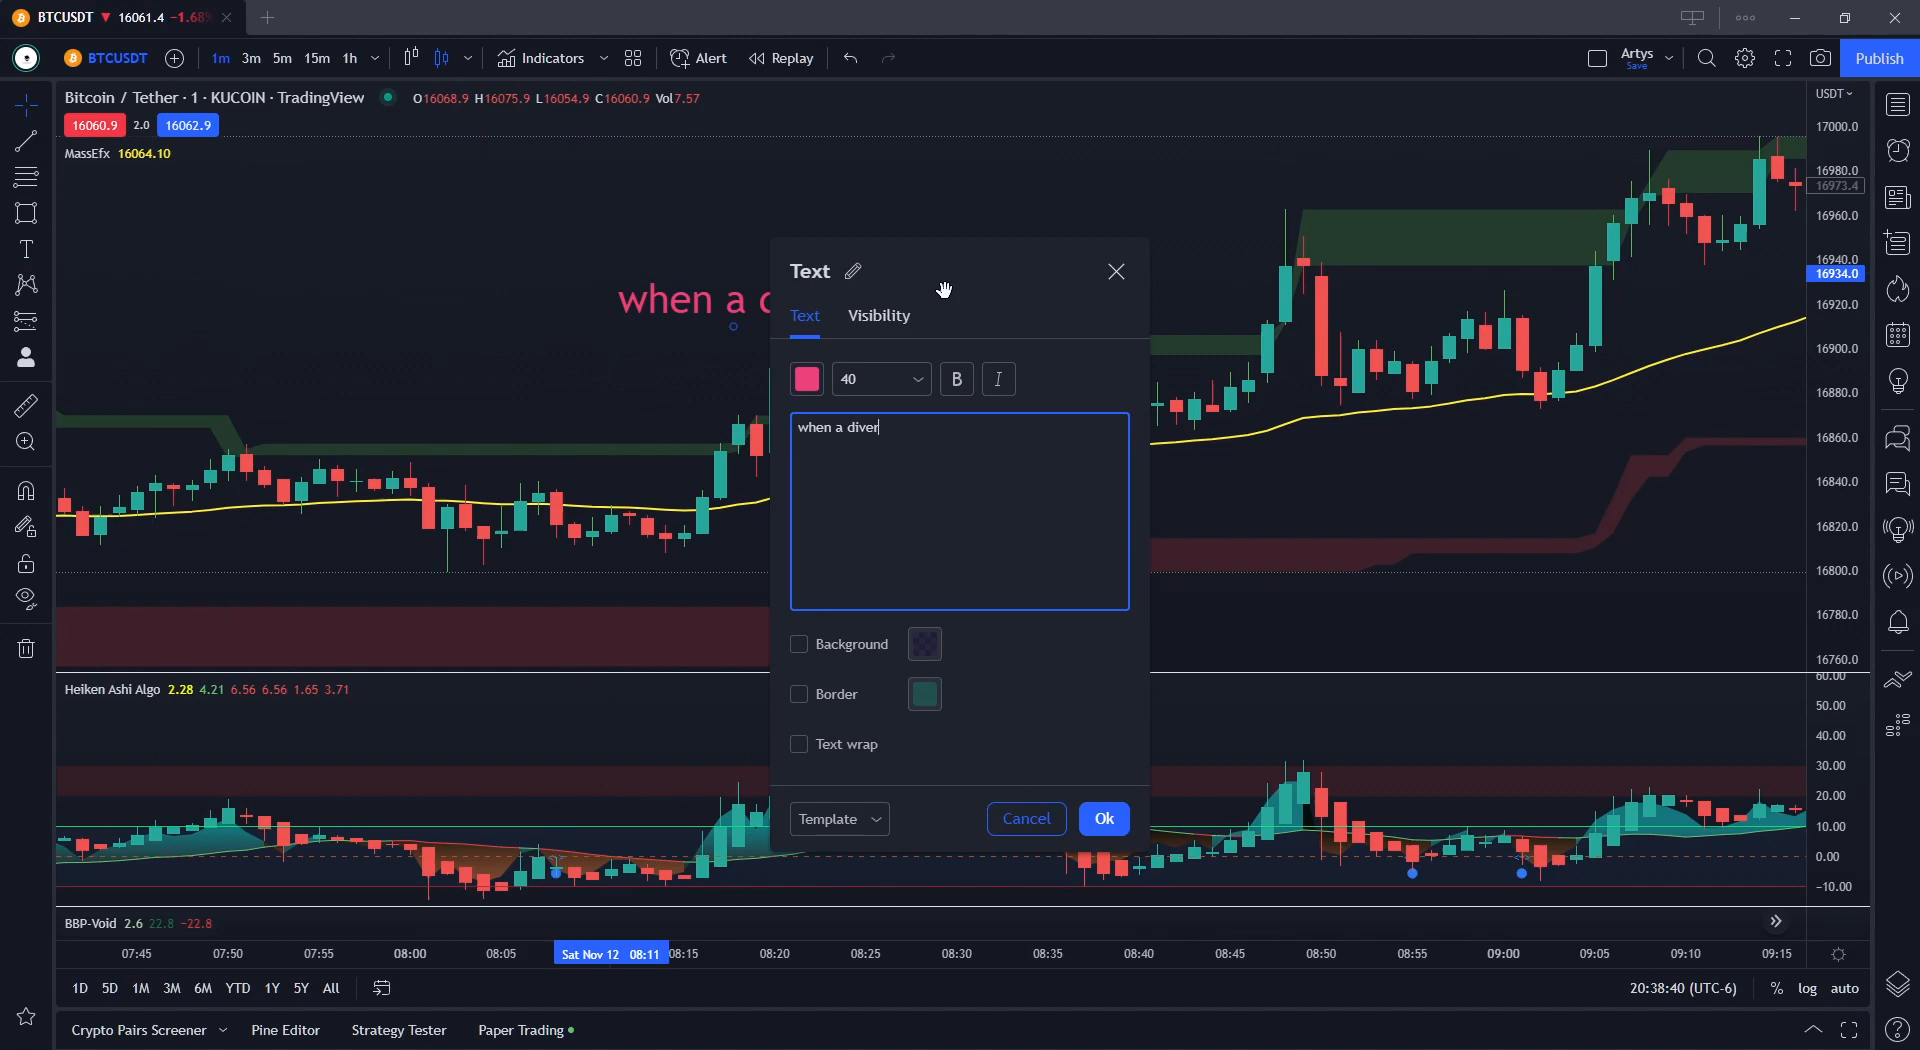 BTCUSDT ▼ 16061.4 −1.68%
BTCUSDT 1m 3m 5m 15m 1h Indicators Alert Replay Artys Save Publish
Bitcoin / Tether · 1 · KUCOIN · TradingView O16068.9 H16075.9 L16054.9 C16060.9 Vol7.57
16060.9 2.0 16062.9
MassEfx 16064.10
USDT
17000.0
16980.0
16973.4
16960.0
16940.0
16934.0
16920.0
16900.0
16880.0
16860.0
16840.0
16820.0
16800.0
16780.0
16760.0
when a d
Text
Text Visibility
40 B I
when a diver
Background
Border
Text wrap
Template Cancel Ok
Heiken Ashi Algo 2.28 4.21 6.56 6.56 1.65 3.71
60.00
50.00
40.00
30.00
20.00
10.00
0.00
−10.00
BBP-Void 2.6 22.8 −22.8
07:45 07:50 07:55 08:00 08:05 Sat Nov 12 08:11 08:15 08:20 08:25 08:30 08:35 08:40 08:45 08:50 08:55 09:00 09:05 09:10 09:15
1D 5D 1M 3M 6M YTD 1Y 5Y All 20:38:40 (UTC-6) % log auto
Crypto Pairs Screener Pine Editor Strategy Tester Paper Trading